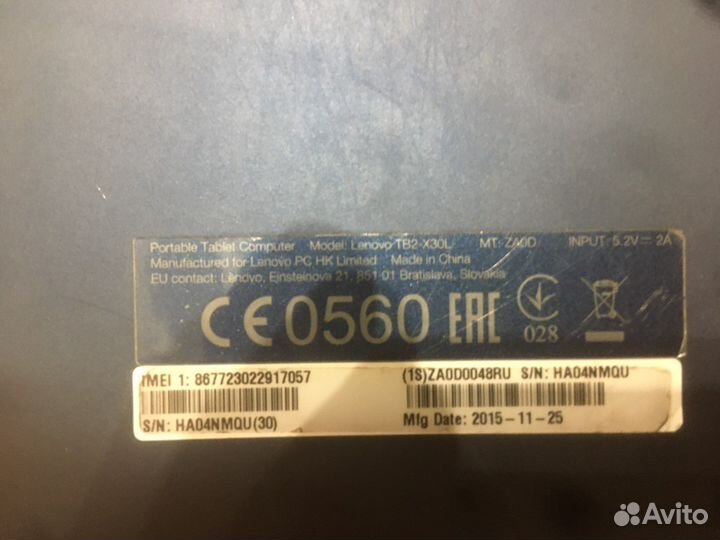 Portable Tablet Computer Model: Lenovo TB2-X30L MT: ZA0D INPUT: 5.2V⎓2A
Manufactured for Lenovo PC HK Limited Made in China
EU contact: Lenovo, Einsteinova 21, 851 01 Bratislava, Slovakia
CE0560 EAC 028
IMEI 1: 867723022917057 (1S)ZA0D0048RU S/N: HA04NMQU
S/N: HA04NMQU(30) Mfg Date: 2015-11-25
Avito